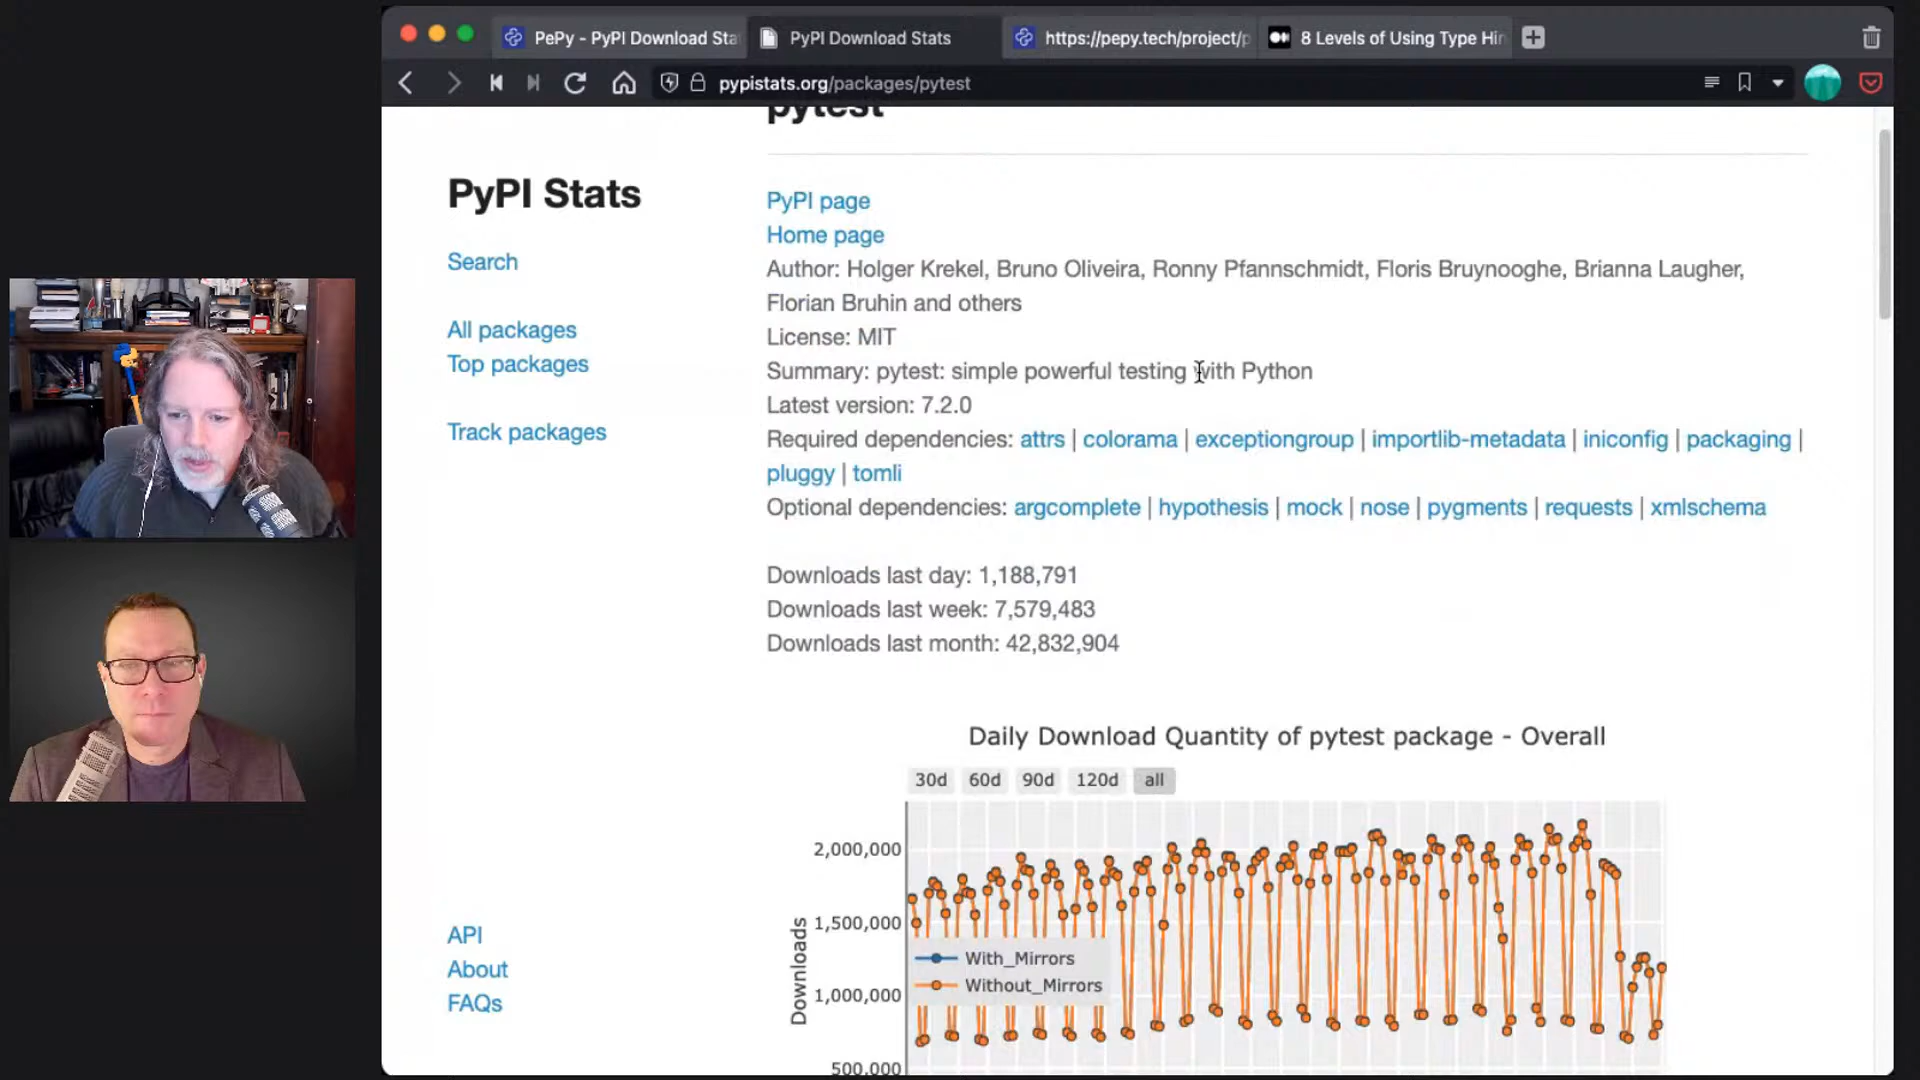 PePy - PyPI Download Sta
PyPI Download Stats
https://pepy.tech/project/p
8 Levels of Using Type Hin
pypistats.org/packages/pytest
pytest
PyPI Stats
Search
All packages
Top packages
Track packages
API
About
FAQs
PyPI page
Home page
Author: Holger Krekel, Bruno Oliveira, Ronny Pfannschmidt, Floris Bruynooghe, Brianna Laugher,
Florian Bruhin and others
License: MIT
Summary: pytest: simple powerful testing with Python
Latest version: 7.2.0
Required dependencies: attrs | colorama | exceptiongroup | importlib-metadata | iniconfig | packaging |
pluggy | tomli
Optional dependencies: argcomplete | hypothesis | mock | nose | pygments | requests | xmlschema
Downloads last day: 1,188,791
Downloads last week: 7,579,483
Downloads last month: 42,832,904
Daily Download Quantity of pytest package - Overall
30d 60d 90d 120d all
2,000,000
1,500,000
1,000,000
500,000
Downloads
With_Mirrors
Without_Mirrors